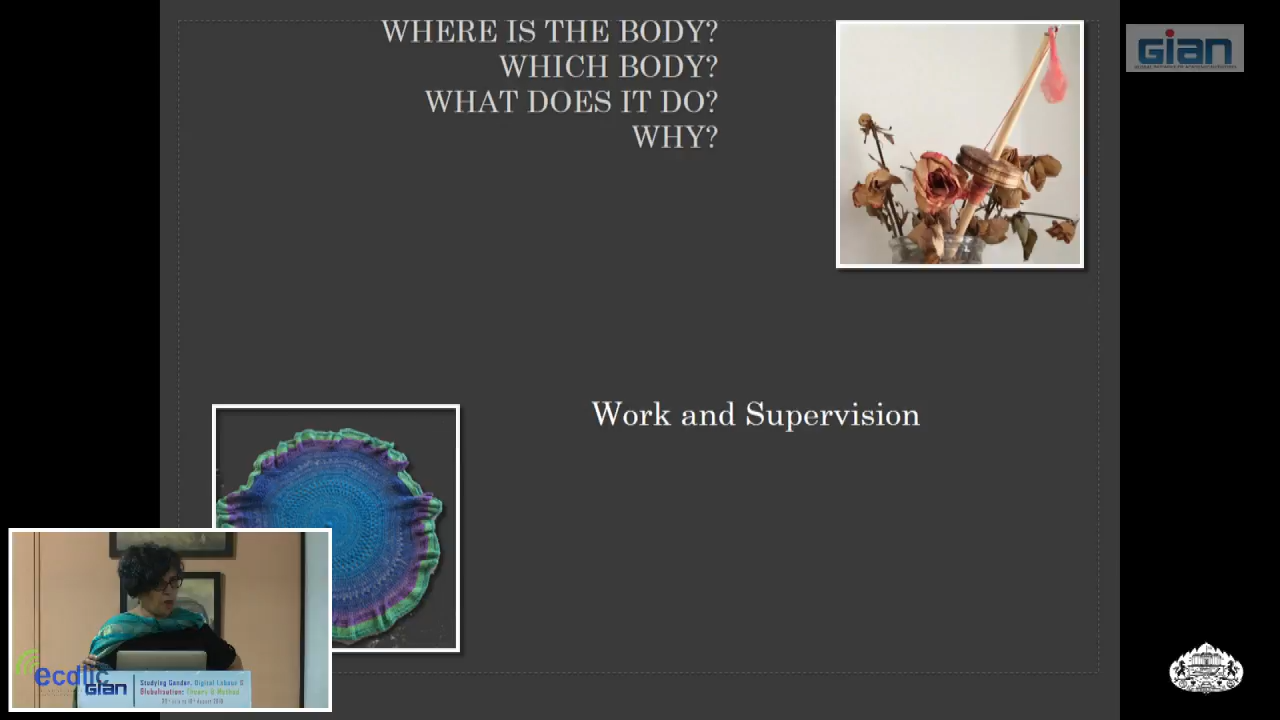 WHERE IS THE BODY?
WHICH BODY?
WHAT DOES IT DO?
WHY?
GIAN
Work and Supervision
ecdlic
GIAN
Studying Gender, Digital Labour &
Globalisation: Theory & Method